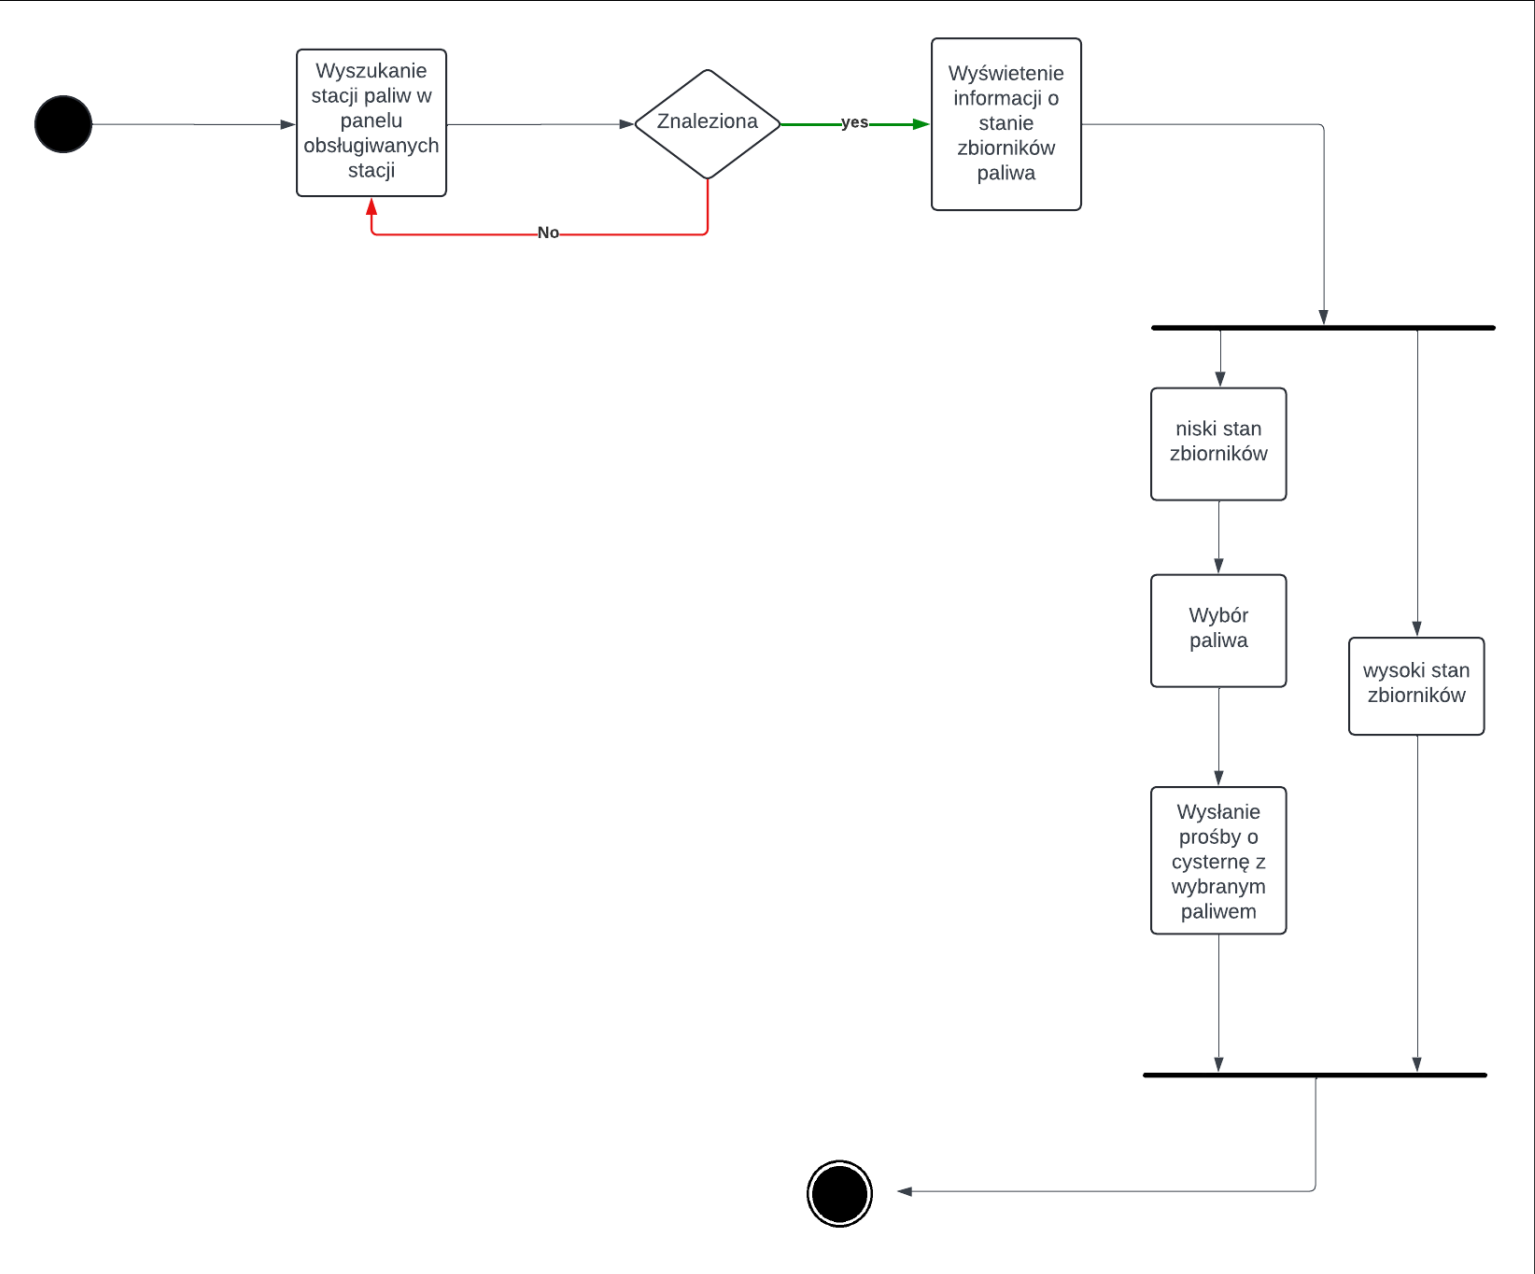 Wyszukanie
stacji paliw w
panelu
obsługiwanych
stacji
Znaleziona
yes
No
Wyświetenie
informacji o
stanie
zbiorników
paliwa
niski stan
zbiorników
Wybór
paliwa
wysoki stan
zbiorników
Wysłanie
prośby o
cysternę z
wybranym
paliwem